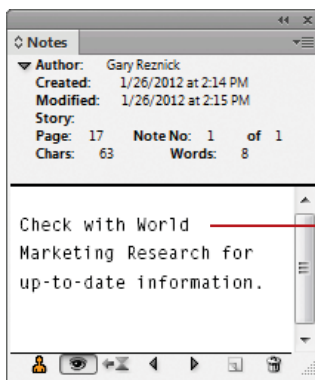 Notes
Author: Gary Reznick
Created: 1/26/2012 at 2:14 PM
Modified: 1/26/2012 at 2:15 PM
Story:
Page: 17 Note No: 1 of 1
Chars: 63 Words: 8
Check with World
Marketing Research for
up-to-date information.